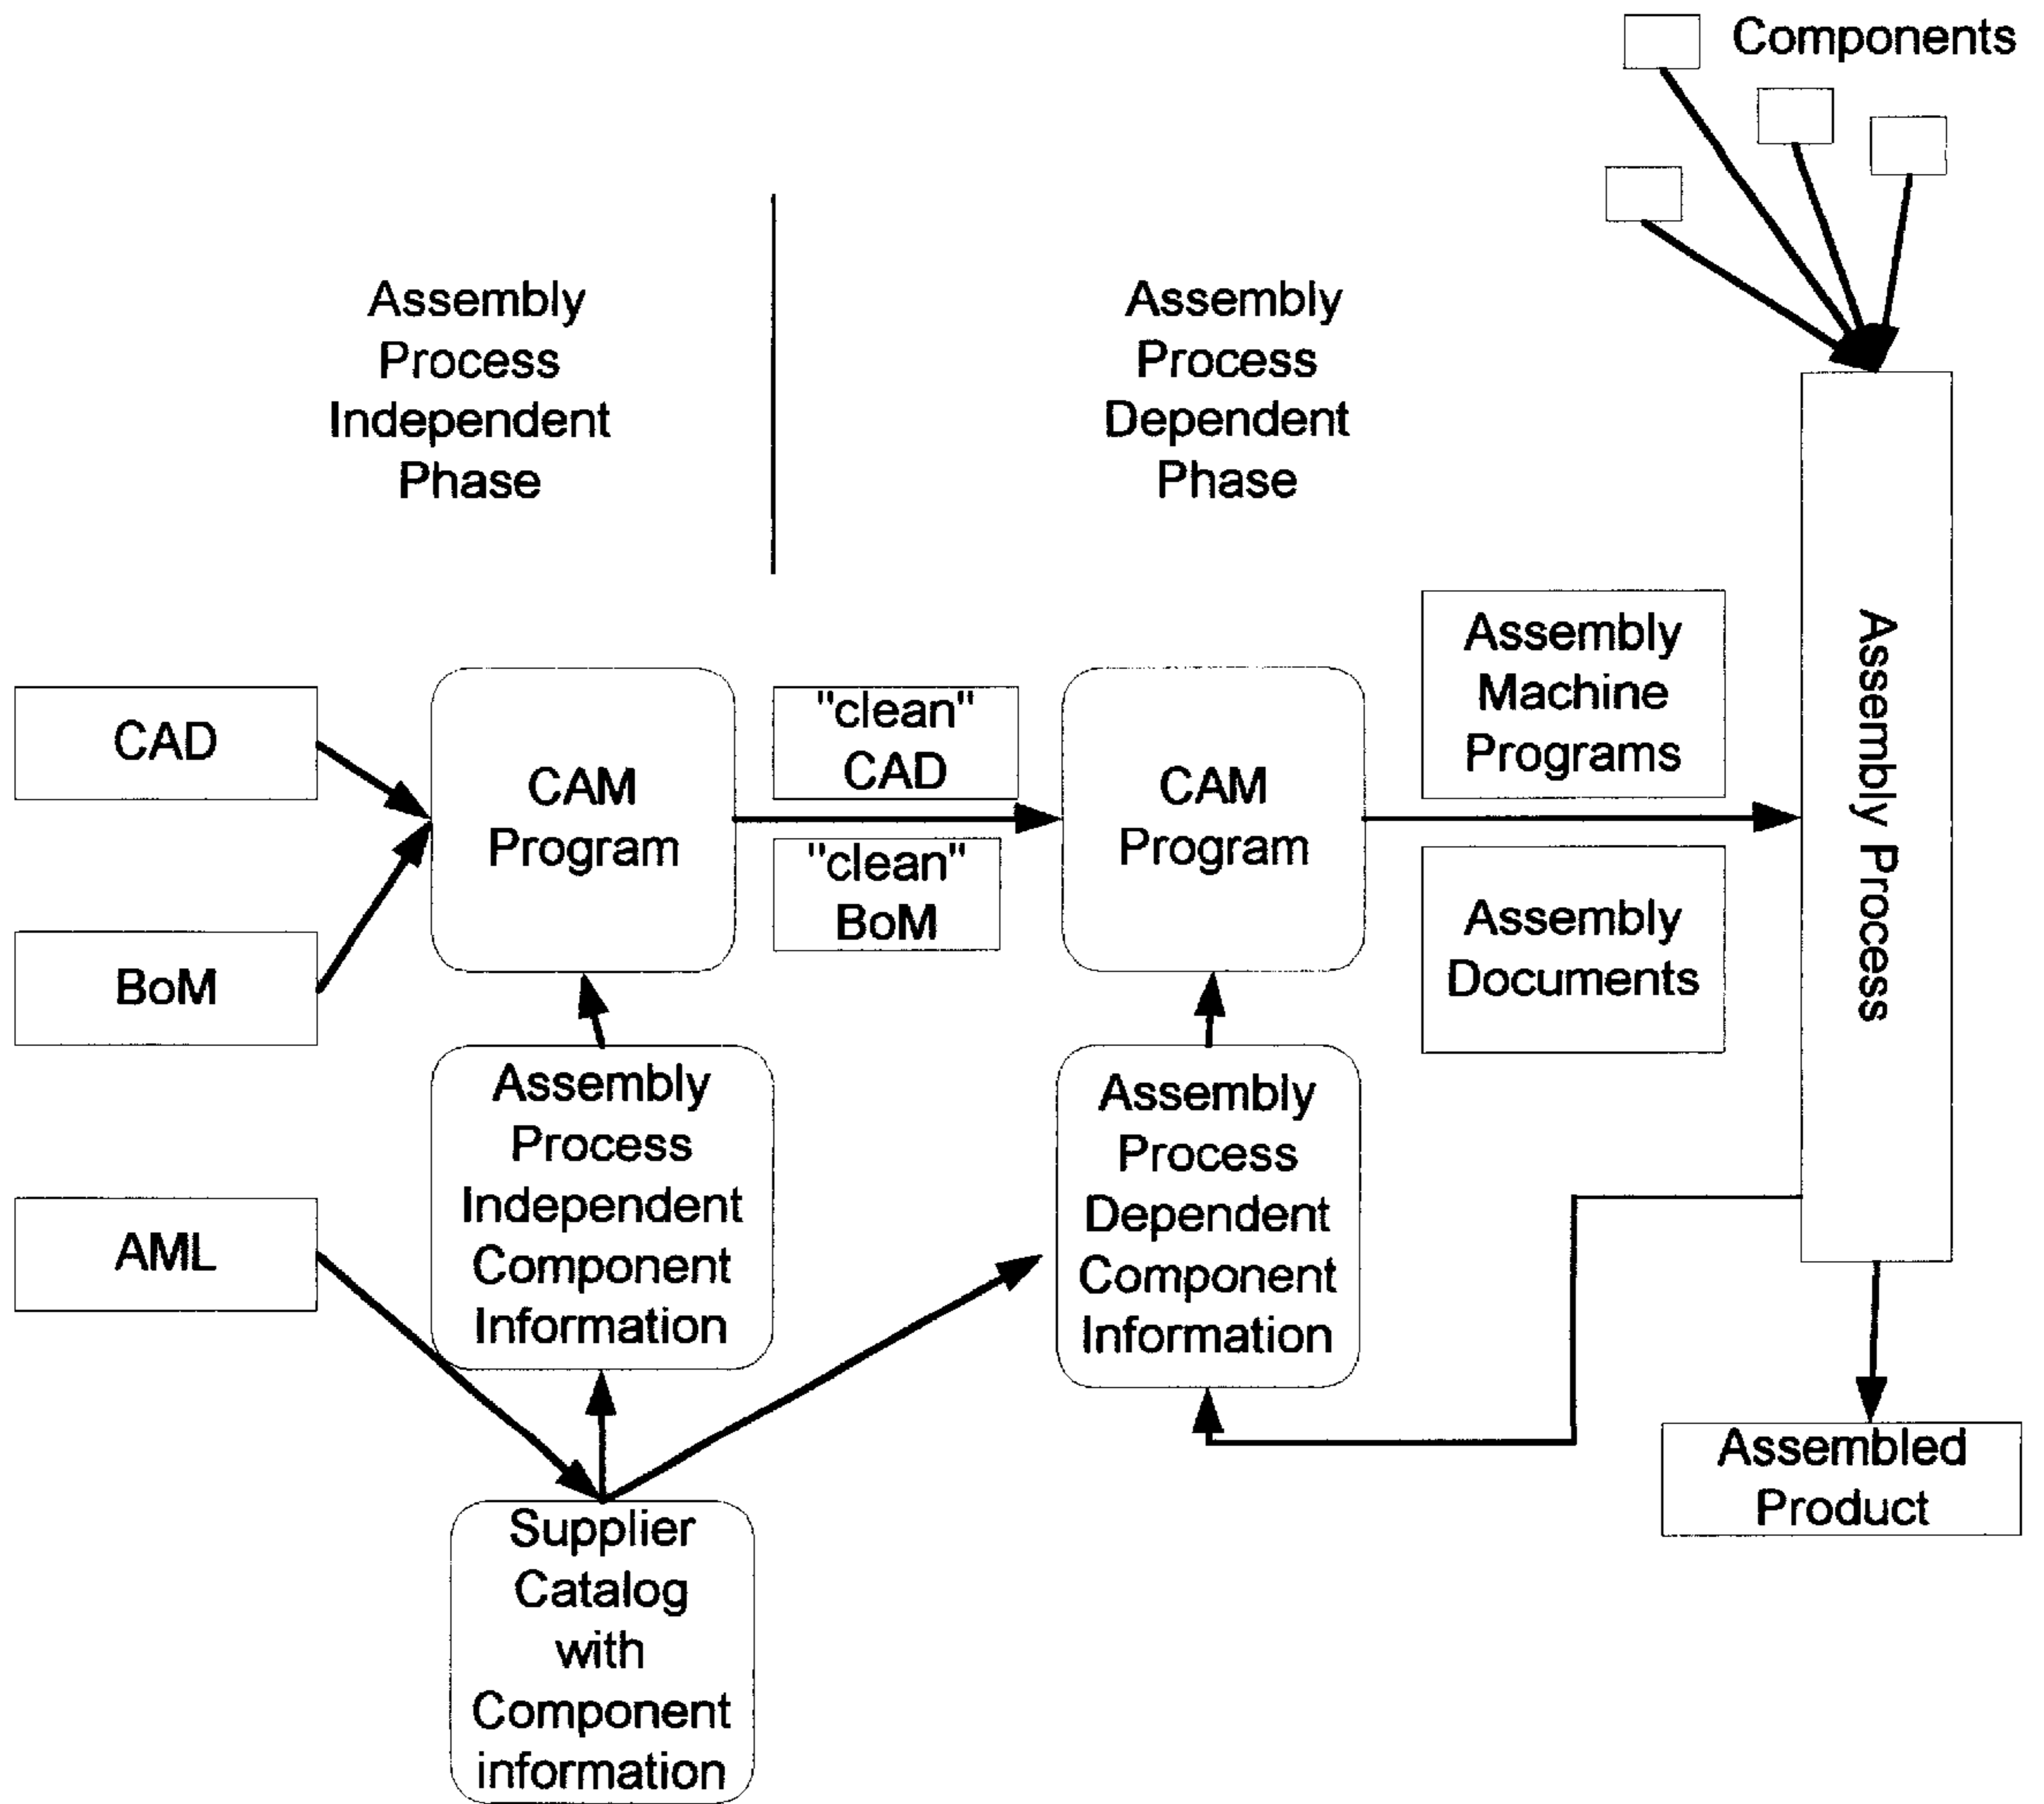 Components
Assembly
Process
Independent
Phase
Assembly
Process
Dependent
Phase
CAD
BoM
AML
CAM
Program
"clean"
CAD
"clean"
BoM
CAM
Program
Assembly
Machine
Programs
Assembly
Documents
Assembly Process
Assembly
Process
Independent
Component
Information
Assembly
Process
Dependent
Component
Information
Supplier
Catalog
with
Component
information
Assembled
Product